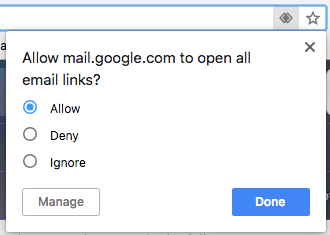 Allow mail.google.com to open all
email links?
Allow
Deny
Ignore
Manage
Done